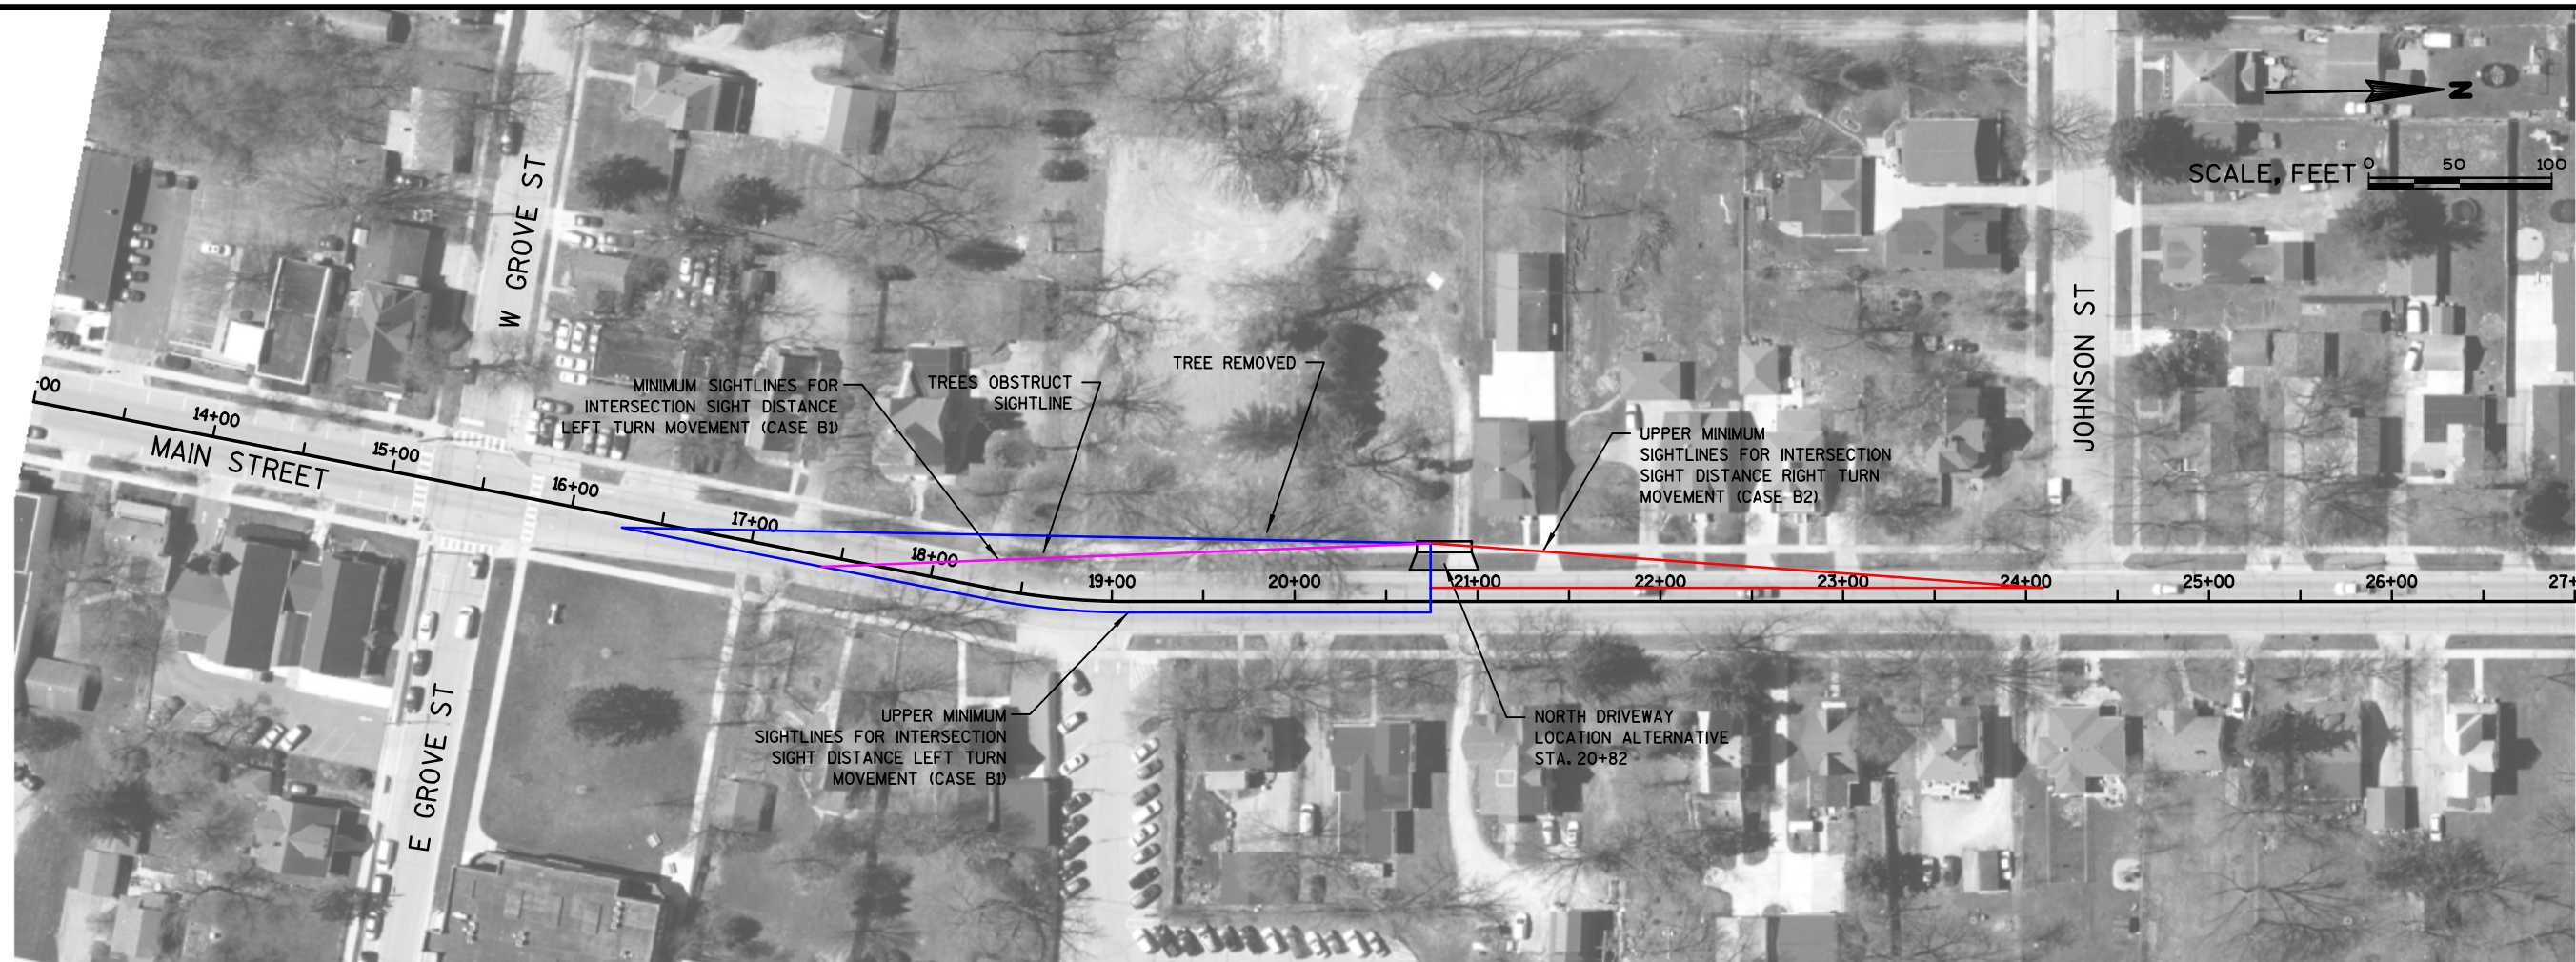 N
SCALE, FEET
0 50 100
W GROVE ST
JOHNSON ST
TREE REMOVED
MINIMUM SIGHTLINES FOR
INTERSECTION SIGHT DISTANCE
LEFT TURN MOVEMENT (CASE B1)
TREES OBSTRUCT
SIGHTLINE
UPPER MINIMUM
SIGHTLINES FOR INTERSECTION
SIGHT DISTANCE RIGHT TURN
MOVEMENT (CASE B2)
:00
14+00
15+00
16+00
17+00
18+00
19+00
20+00
21+00
22+00
23+00
24+00
25+00
26+00
27+
MAIN STREET
E GROVE ST
UPPER MINIMUM
SIGHTLINES FOR INTERSECTION
SIGHT DISTANCE LEFT TURN
MOVEMENT (CASE B1)
NORTH DRIVEWAY
LOCATION ALTERNATIVE
STA. 20+82